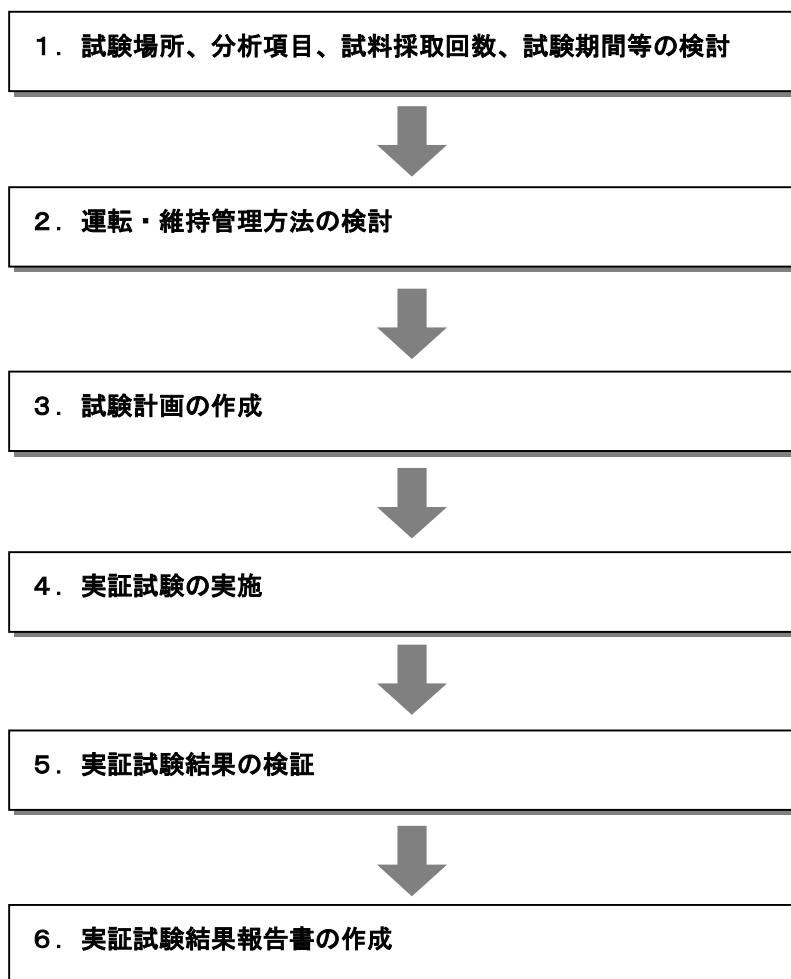 １．試験場所、分析項目、試料採取回数、試験期間等の検討
２．運転・維持管理方法の検討
３．試験計画の作成
４．実証試験の実施
５．実証試験結果の検証
６．実証試験結果報告書の作成